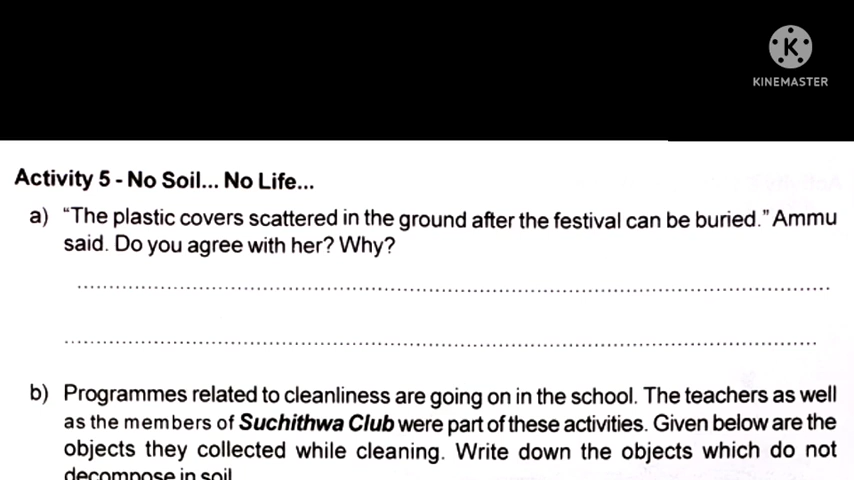 KINEMASTER
Activity 5 - No Soil... No Life...
a) “The plastic covers scattered in the ground after the festival can be buried.” Ammu
said. Do you agree with her? Why?
b) Programmes related to cleanliness are going on in the school. The teachers as well
as the members of Suchithwa Club were part of these activities. Given below are the
objects they collected while cleaning. Write down the objects which do not
decompose in soil